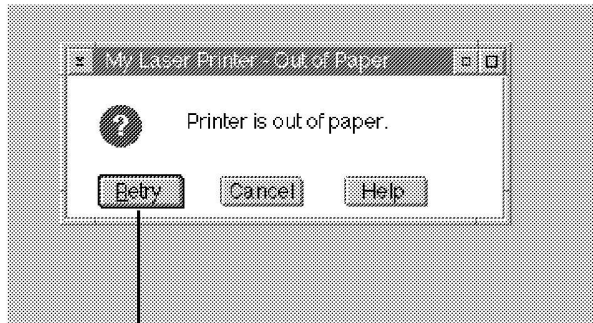 My Laser Printer - Out of Paper
?
Printer is out of paper.
Retry Cancel Help